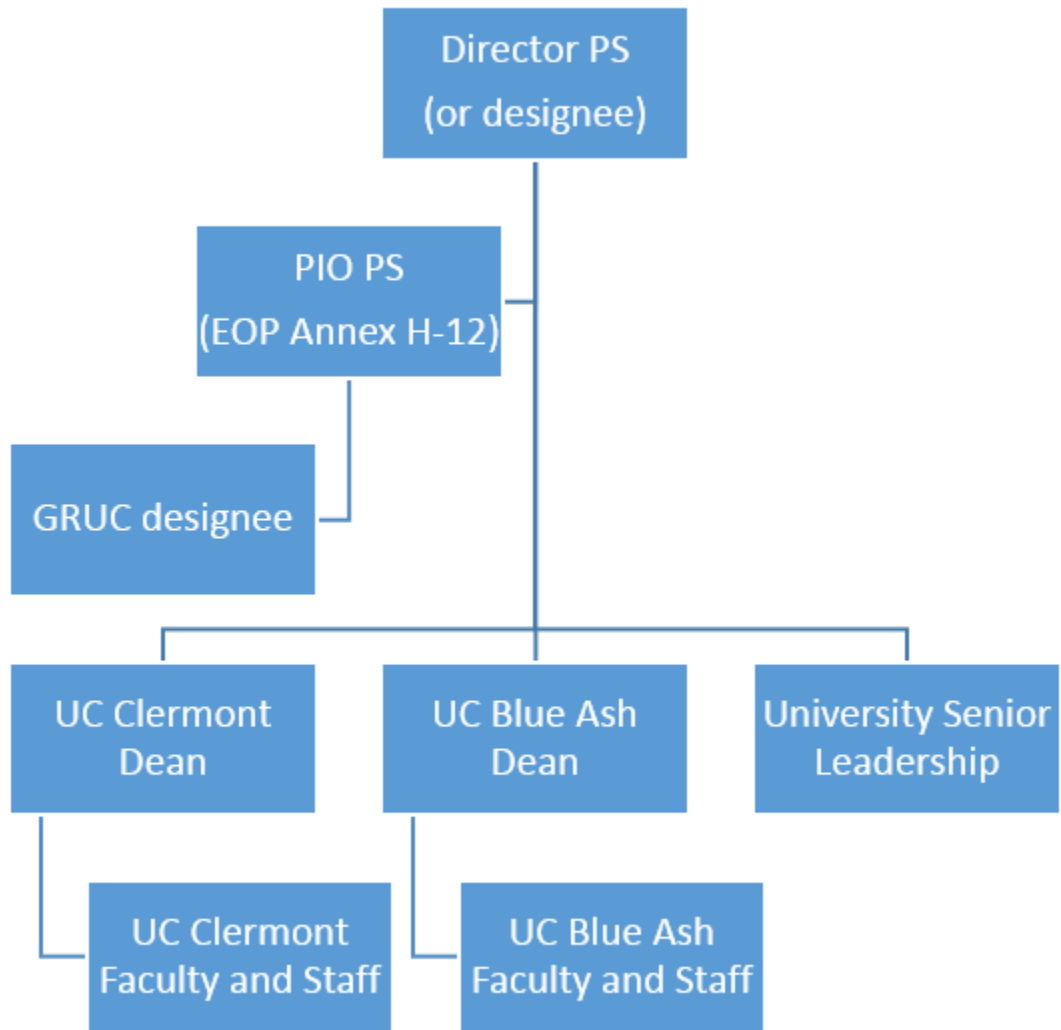 Director PS
(or designee)
PIO PS
(EOP Annex H-12)
GRUC designee
UC Clermont
Dean
UC Blue Ash
Dean
University Senior
Leadership
UC Clermont
Faculty and Staff
UC Blue Ash
Faculty and Staff